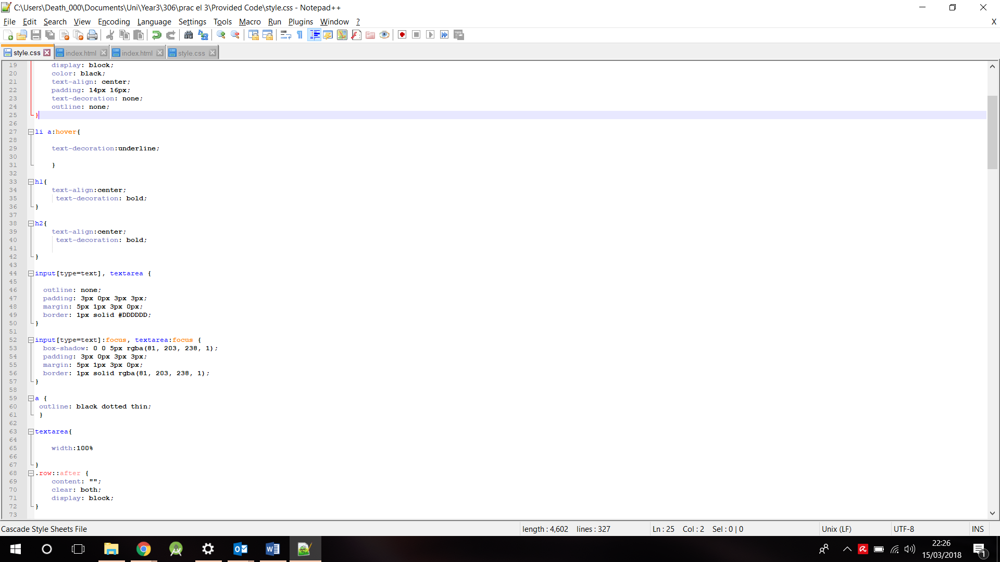 C:\Users\Death_000\Documents\Uni\Year3\306\prac el 3\Provided Code\style.css - Notepad++
File Edit Search View Encoding Language Settings Tools Macro Run Plugins Window ? X
style.css index.html index.html style.css
19 display: block;
20 color: black;
21 text-align: center;
22 padding: 14px 16px;
23 text-decoration: none;
24 outline: none;
25 }
26
27 li a:hover{
28
29 text-decoration:underline;
30
31 }
32
33 h1{
34 text-align:center;
35 text-decoration: bold;
36 }
37
38 h2{
39 text-align:center;
40 text-decoration: bold;
41
42 }
43
44 input[type=text], textarea {
45
46 outline: none;
47 padding: 3px 0px 3px 3px;
48 margin: 5px 1px 3px 0px;
49 border: 1px solid #DDDDDD;
50 }
51
52 input[type=text]:focus, textarea:focus {
53 box-shadow: 0 0 5px rgba(81, 203, 238, 1);
54 padding: 3px 0px 3px 3px;
55 margin: 5px 1px 3px 0px;
56 border: 1px solid rgba(81, 203, 238, 1);
57 }
58
59 a {
60 outline: black dotted thin;
61 }
62
63 textarea{
64
65 width:100%
66
67 }
68 .row::after {
69 content: "";
70 clear: both;
71 display: block;
72 }
73
Cascade Style Sheets File length : 4,602 lines : 327 Ln : 25 Col : 2 Sel : 0 | 0 Unix (LF) UTF-8 INS
22:26
15/03/2018
1